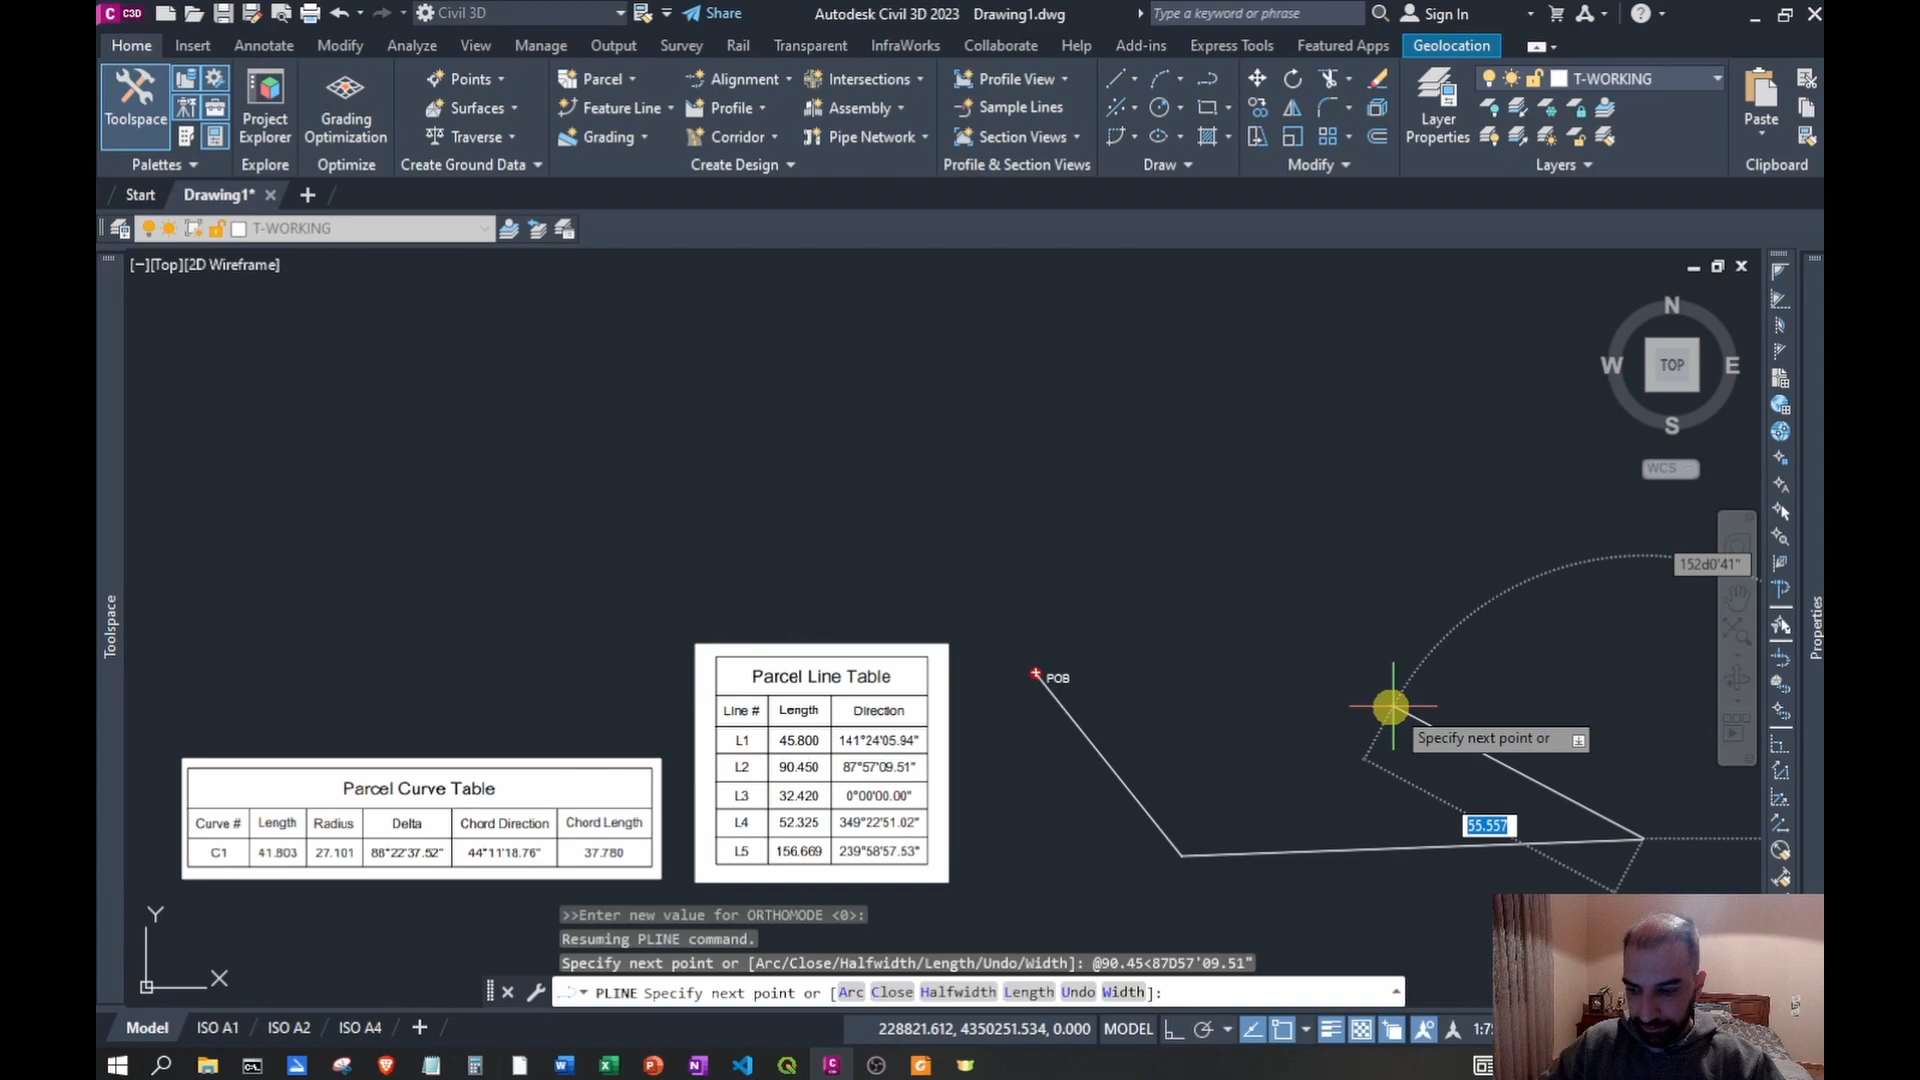 C C3D
Civil 3D
Share
Autodesk Civil 3D 2023 Drawing1.dwg
Type a keyword or phrase
Sign In
Home Insert Annotate Modify Analyze View Manage Output Survey Rail Transparent InfraWorks Collaborate Help Add-ins Express Tools Featured Apps Geolocation
Toolspace
Palettes
Project
Explorer
Explore
Grading
Optimization
Optimize
Points
Surfaces
Traverse
Create Ground Data
Parcel
Feature Line
Grading
Alignment
Profile
Corridor
Intersections
Assembly
Pipe Network
Create Design
Profile View
Sample Lines
Section Views
Profile & Section Views
Draw
Modify
Layer
Properties
T-WORKING
Layers
Paste
Clipboard
Start Drawing1*
T-WORKING
[−][Top][2D Wireframe]
N
W TOP E
S
WCS
Toolspace
Properties
152d0'41"
POB
Specify next point or
55.557
Parcel Line Table
Line # Length Direction
L1 45.800 141°24'05.94"
L2 90.450 87°57'09.51"
L3 32.420 0°00'00.00"
L4 52.325 349°22'51.02"
L5 156.669 239°58'57.53"
Parcel Curve Table
Curve # Length Radius Delta Chord Direction Chord Length
C1 41.803 27.101 88°22'37.52" 44°11'18.76" 37.780
Y
X
>>Enter new value for ORTHOMODE <0>:
Resuming PLINE command.
Specify next point or [Arc/Close/Halfwidth/Length/Undo/Width]: @90.45<87D57'09.51"
PLINE Specify next point or [Arc Close Halfwidth Length Undo Width]:
Model ISO A1 ISO A2 ISO A4
228821.612, 4350251.534, 0.000 MODEL